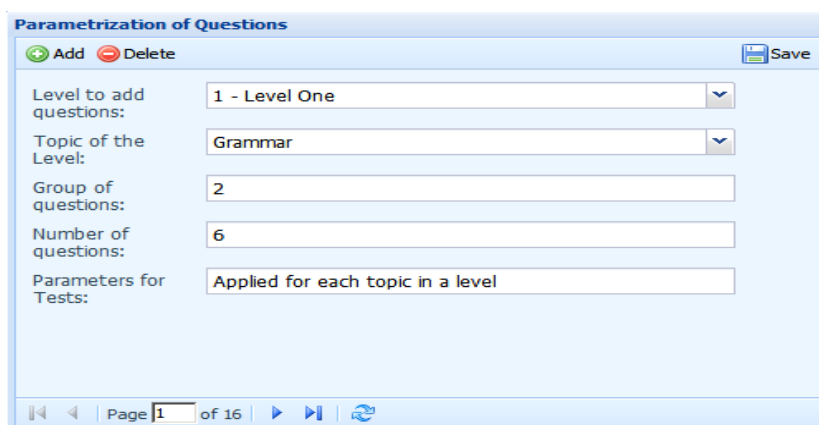 Parametrization of Questions
Add Delete Save
Level to add
questions:
1 - Level One
Topic of the
Level:
Grammar
Group of
questions:
2
Number of
questions:
6
Parameters for
Tests:
Applied for each topic in a level
Page 1 of 16